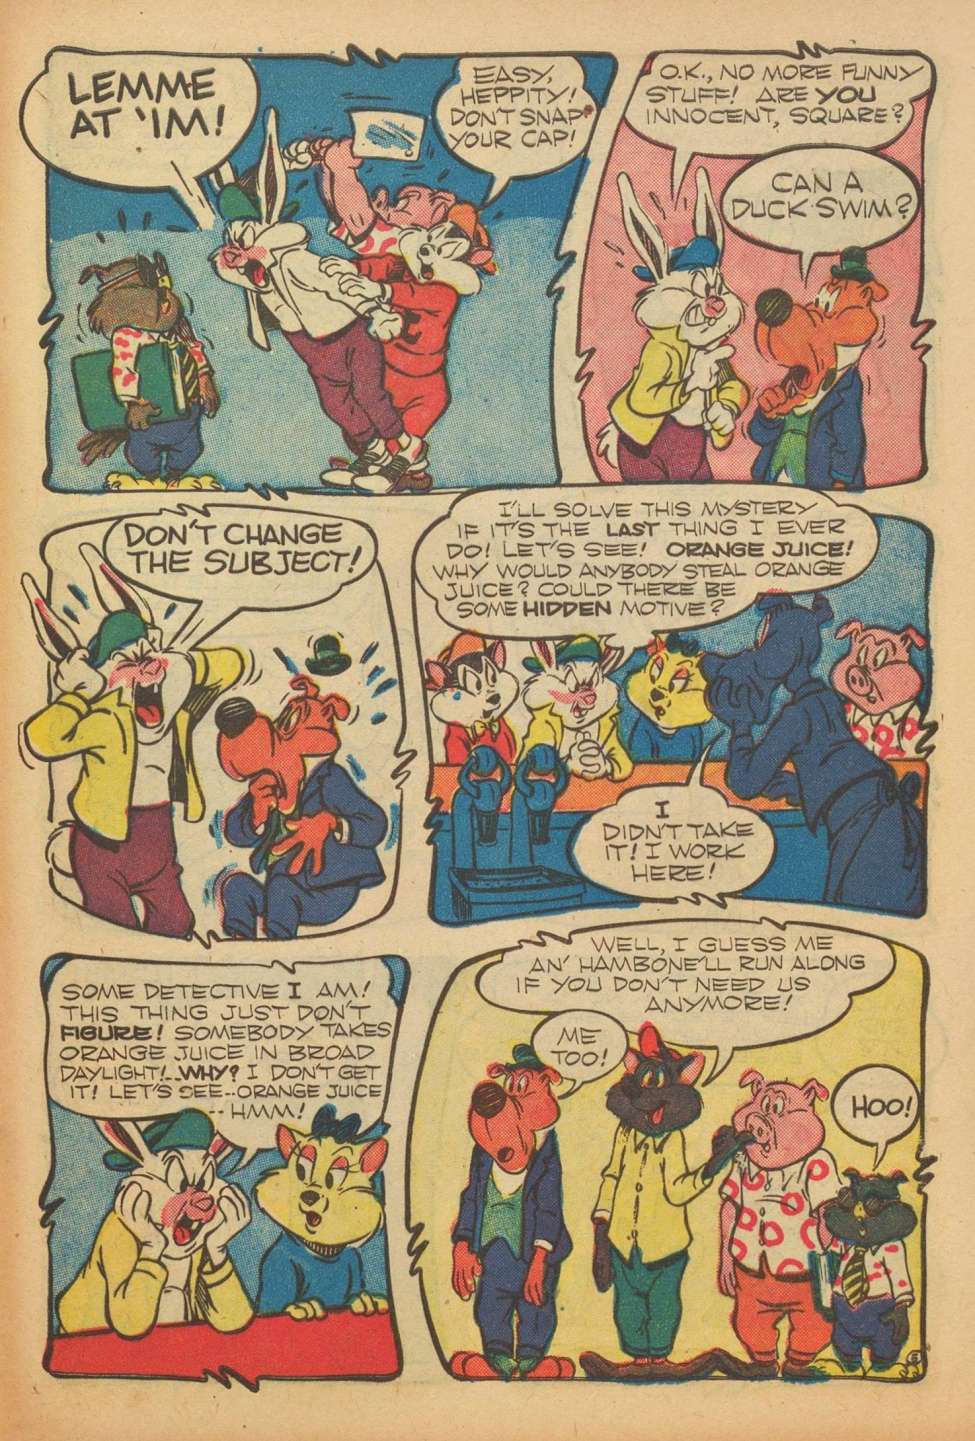 LEMME
AT 'IM!
EASY,
HEPPITY!
DON'T SNAP
YOUR CAP!
O.K., NO MORE FUNNY
STUFF! ARE YOU
INNOCENT, SQUARE?
CAN A
DUCK SWIM?
DON'T CHANGE
THE SUBJECT!
I'LL SOLVE THIS MYSTERY
IF IT'S THE LAST THING I EVER
DO! LET'S SEE! ORANGE JUICE!
WHY WOULD ANYBODY STEAL ORANGE
JUICE? COULD THERE BE
SOME HIDDEN MOTIVE?
I
DIDN'T TAKE
IT! I WORK
HERE!
SOME DETECTIVE I AM!
THIS THING JUST DON'T
FIGURE! SOMEBODY TAKES
ORANGE JUICE IN BROAD
DAYLIGHT!..WHY? I DON'T GET
IT! LET'S SEE--ORANGE JUICE
--HMM!
WELL, I GUESS ME
AN' HAMBONE'LL RUN ALONG
IF YOU DON'T NEED US
ANYMORE!
ME
TOO!
HOO!